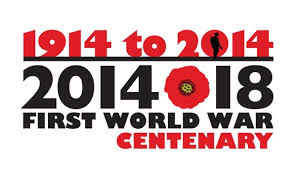 1914 to 2014
2014 18
FIRST WORLD WAR
CENTENARY